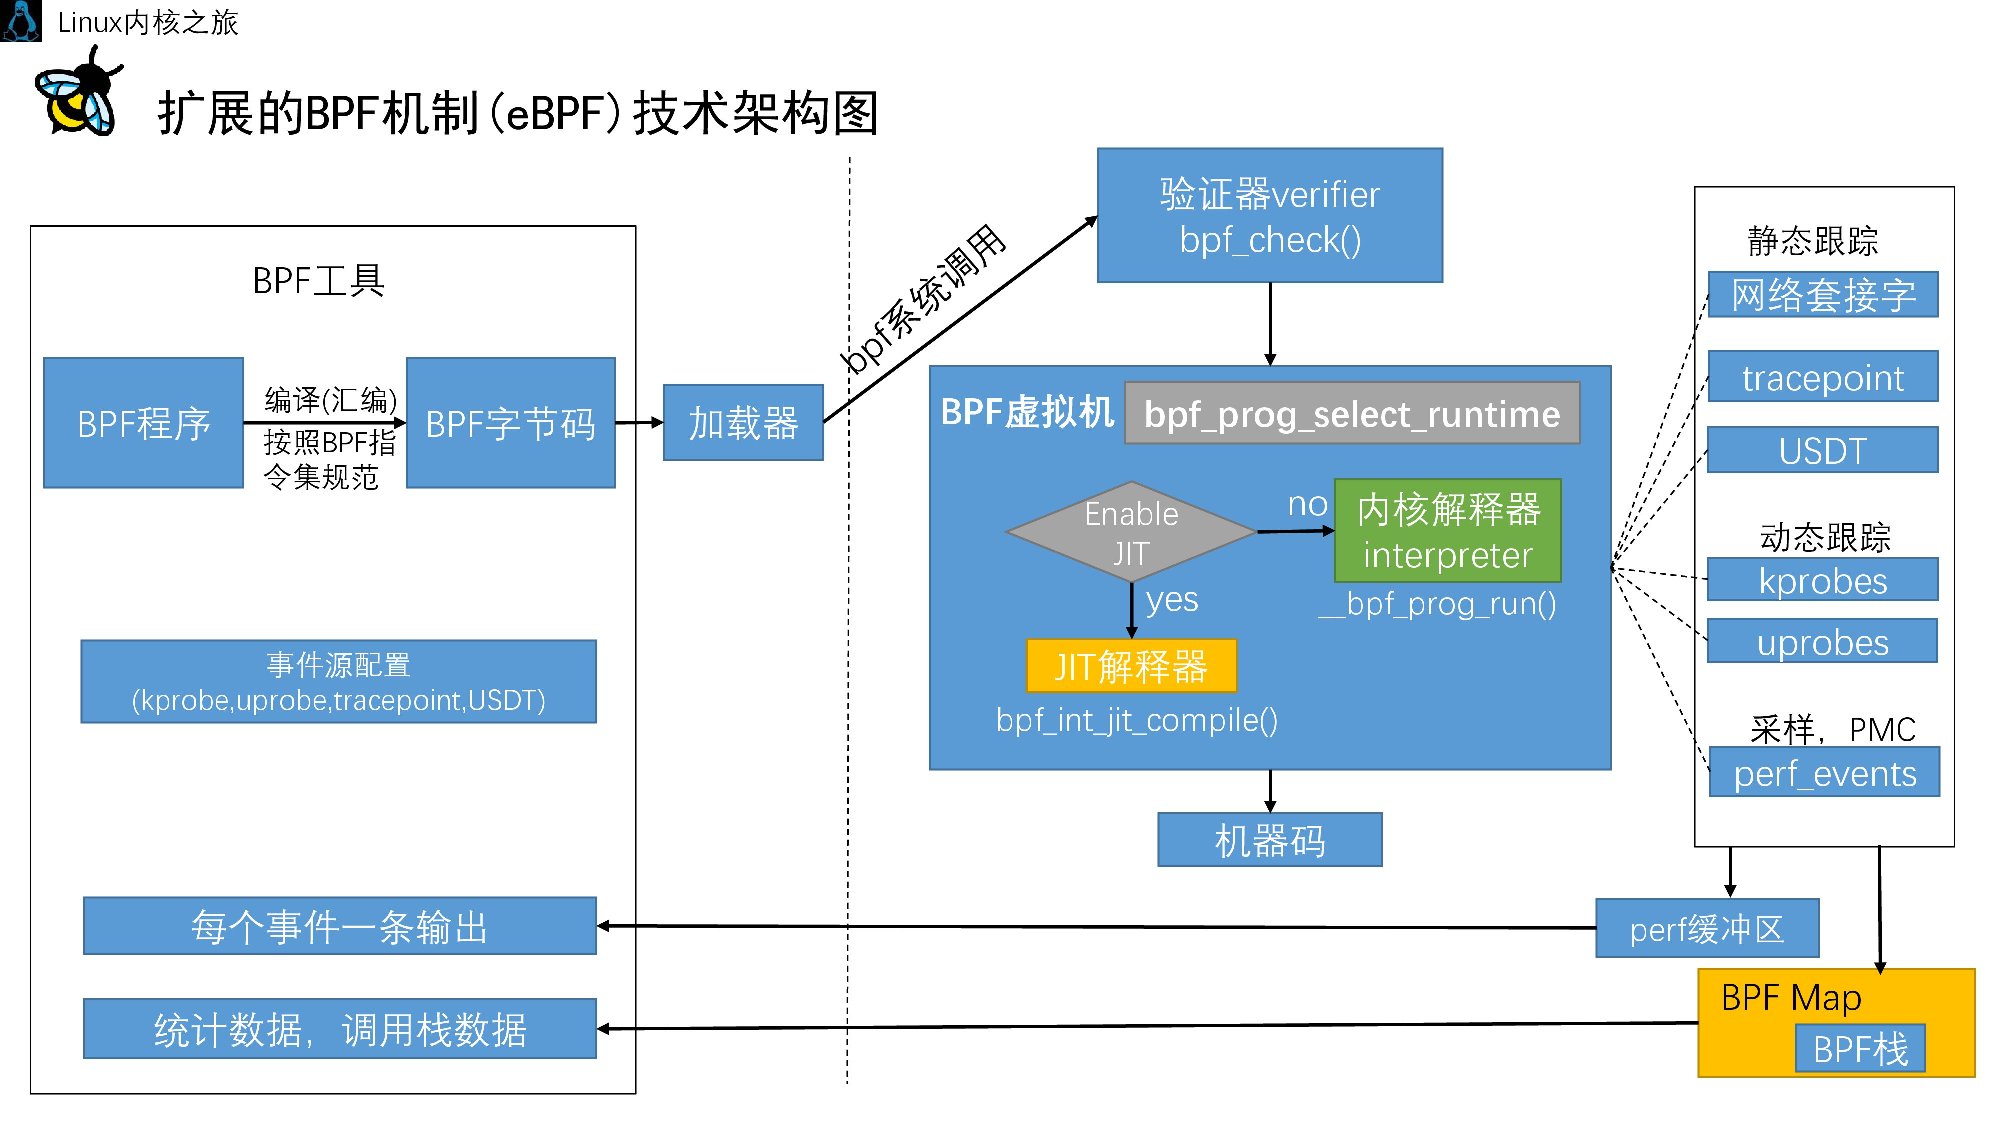 Linux内核之旅
扩展的BPF机制(eBPF)技术架构图
BPF工具
BPF程序
编译(汇编)
按照BPF指
令集规范
BPF字节码
加载器
事件源配置
(kprobe,uprobe,tracepoint,USDT)
每个事件一条输出
统计数据，调用栈数据
bpf系统调用
验证器verifier
bpf_check()
BPF虚拟机
bpf_prog_select_runtime
Enable
JIT
no
内核解释器
interpreter
__bpf_prog_run()
yes
JIT解释器
bpf_int_jit_compile()
机器码
静态跟踪
网络套接字
tracepoint
USDT
动态跟踪
kprobes
uprobes
采样，PMC
perf_events
perf缓冲区
BPF Map
BPF栈